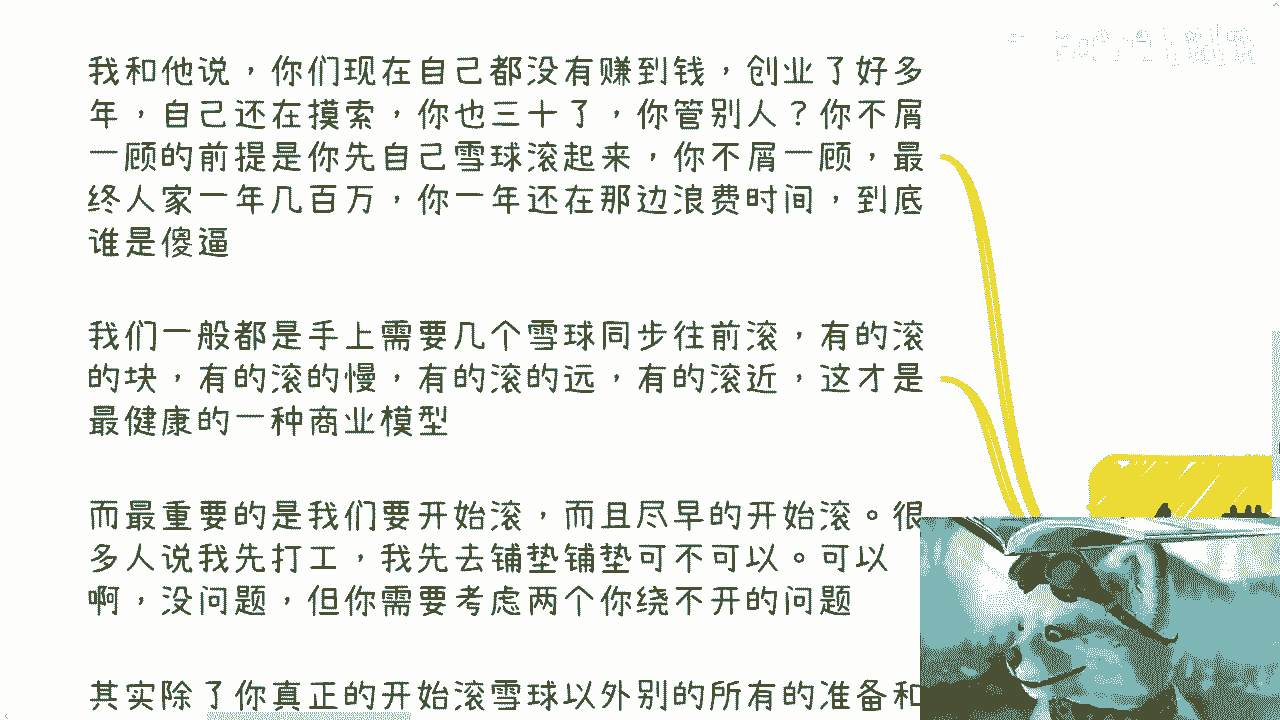 我和他说，你们现在自己都没有赚到钱，创业了好多
年，自己还在摸索，你也三十了，你管别人？你不屑
一顾的前提是你先自己雪球滚起来，你不屑一顾，最
终人家一年几百万，你一年还在那边浪费时间，到底
谁是傻逼
我们一般都是手上需要几个雪球同步往前滚，有的滚
的块，有的滚的慢，有的滚的远，有的滚近，这才是
最健康的一种商业模型
而最重要的是我们要开始滚，而且尽早的开始滚。很
多人说我先打工，我先去铺垫铺垫可不可以。可以
啊，没问题，但你需要考虑两个你绕不开的问题
其实除了你真正的开始滚雪球以外别的所有的准备和